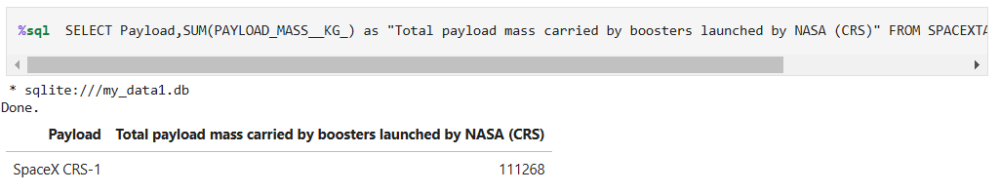 %sql SELECT Payload,SUM(PAYLOAD_MASS__KG_) as "Total payload mass carried by boosters launched by NASA (CRS)" FROM SPACEXTA
* sqlite:///my_data1.db
Done.
Payload Total payload mass carried by boosters launched by NASA (CRS)
SpaceX CRS-1 111268